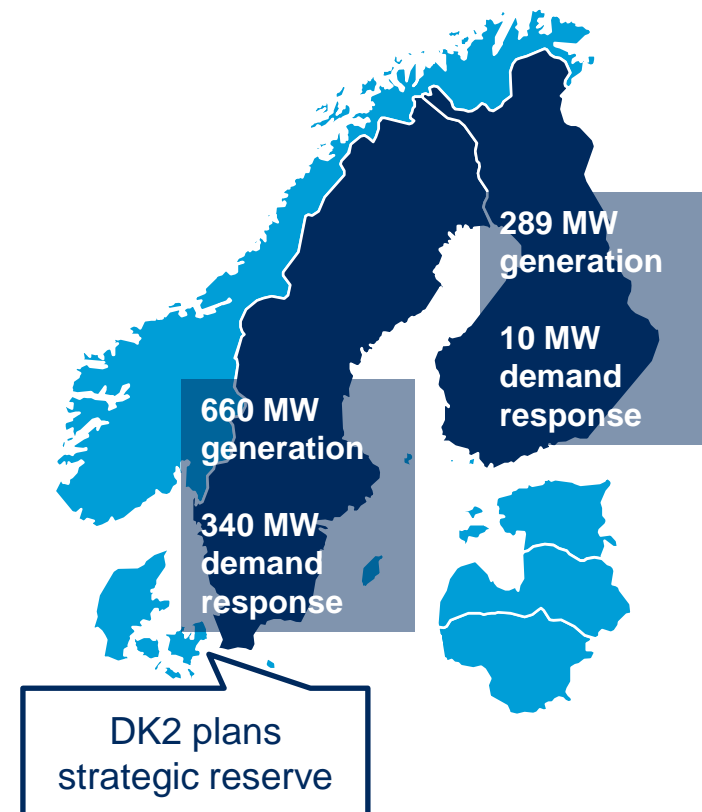 289 MW
generation
10 MW
demand
response
660 MW
generation
340 MW
demand
response
DK2 plans
strategic reserve